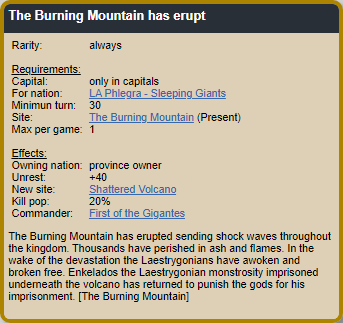 The Burning Mountain has erupt
Rarity: always
Requirements:
Capital: only in capitals
For nation: LA Phlegra - Sleeping Giants
Minimun turn: 30
Site: The Burning Mountain (Present)
Max per game: 1
Effects:
Owning nation: province owner
Unrest: +40
New site: Shattered Volcano
Kill pop: 20%
Commander: First of the Gigantes
The Burning Mountain has erupted sending shock waves throughout
the kingdom. Thousands have perished in ash and flames. In the
wake of the devastation the Laestrygonians have awoken and
broken free. Enkelados the Laestrygonian monstrosity imprisoned
underneath the volcano has returned to punish the gods for his
imprisonment. [The Burning Mountain]